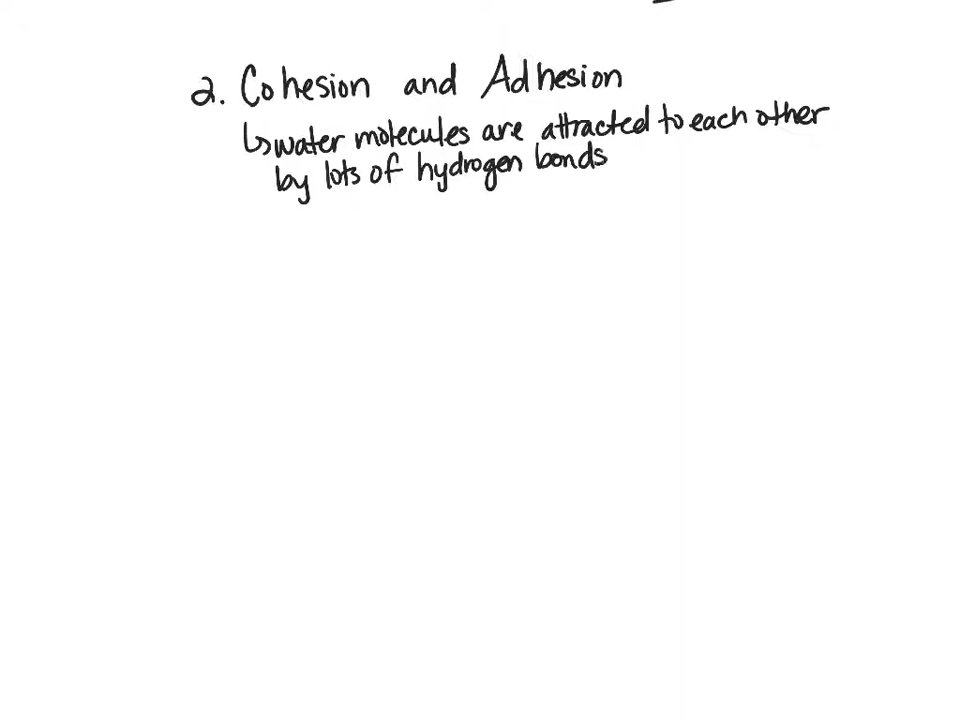 2. Cohesion and Adhesion
↳water molecules are attracted to each other
by lots of hydrogen bonds